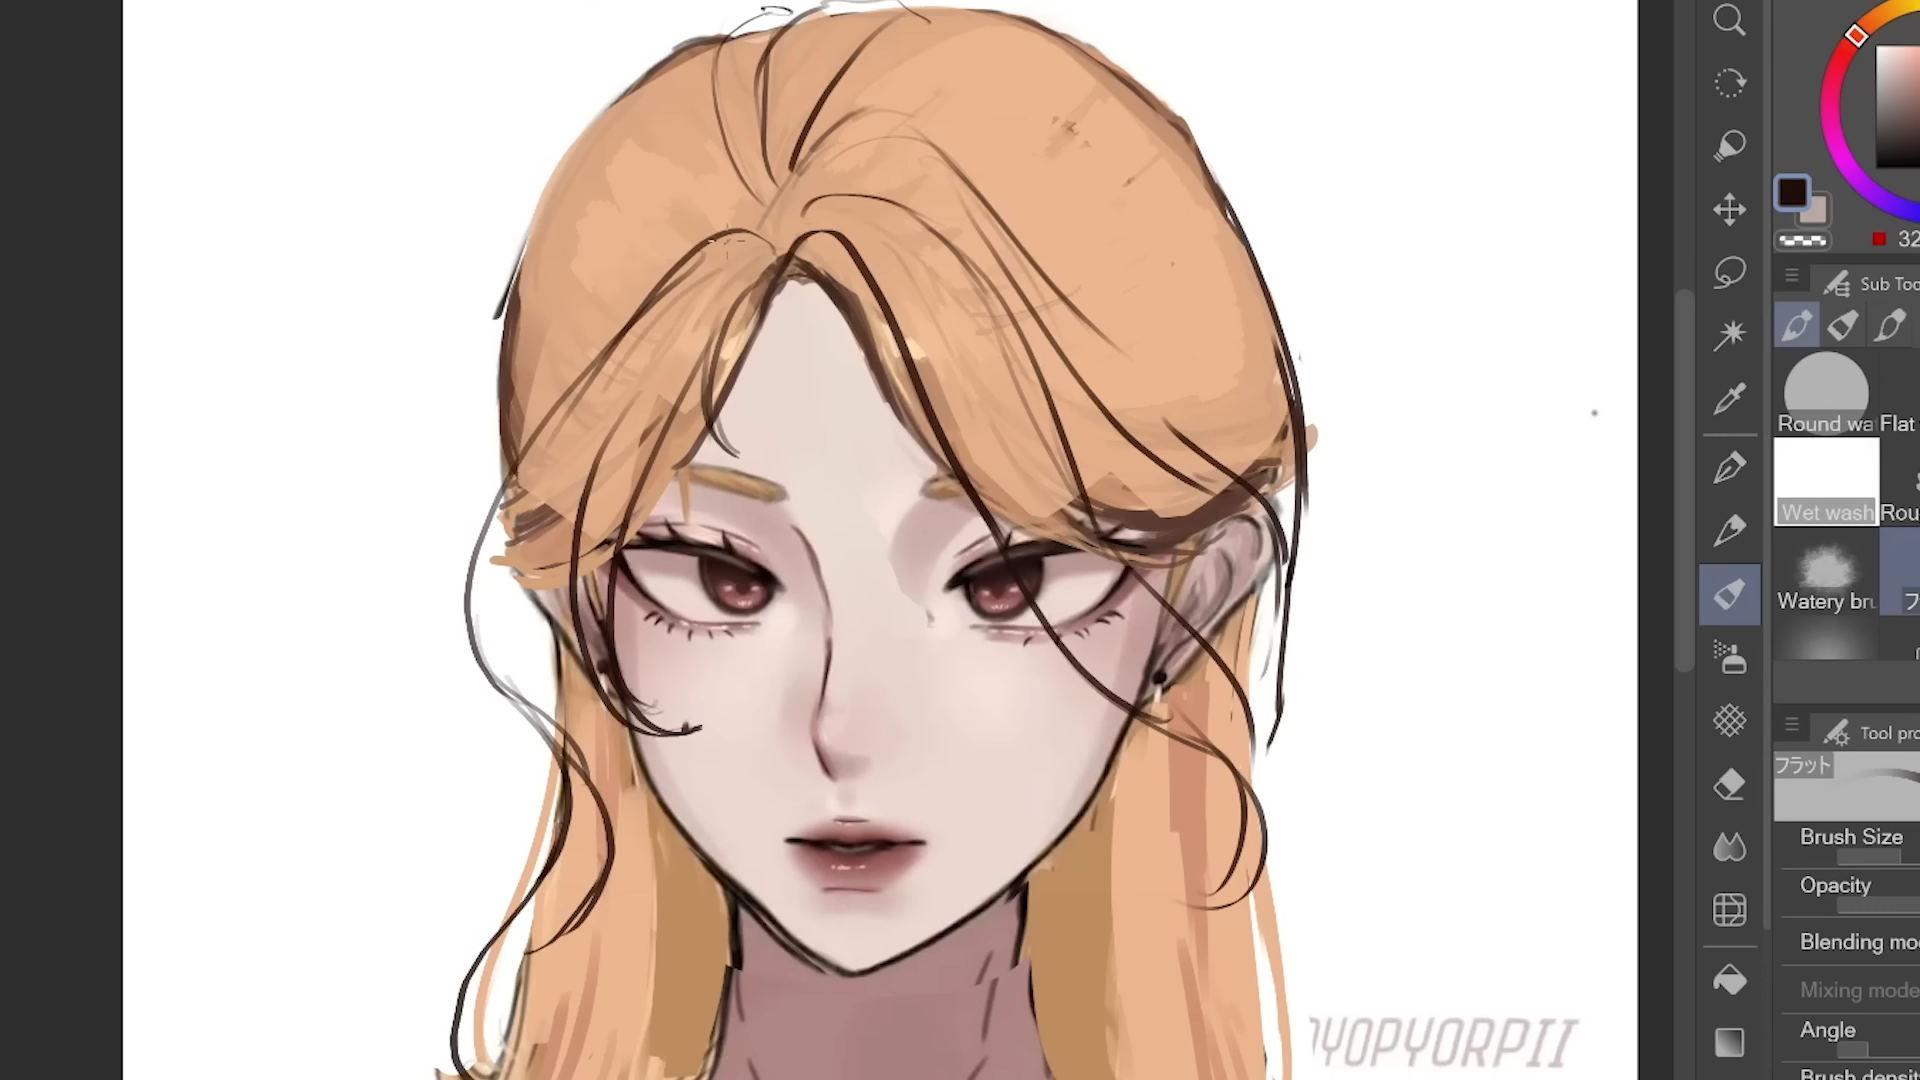 32
Sub Too
Round wa Flat
Wet wash Rou
Watery bru フ
Tool pro
フラット
Brush Size
Opacity
Blending mo
Mixing mode
Angle
Brush densit
YOPYORPII